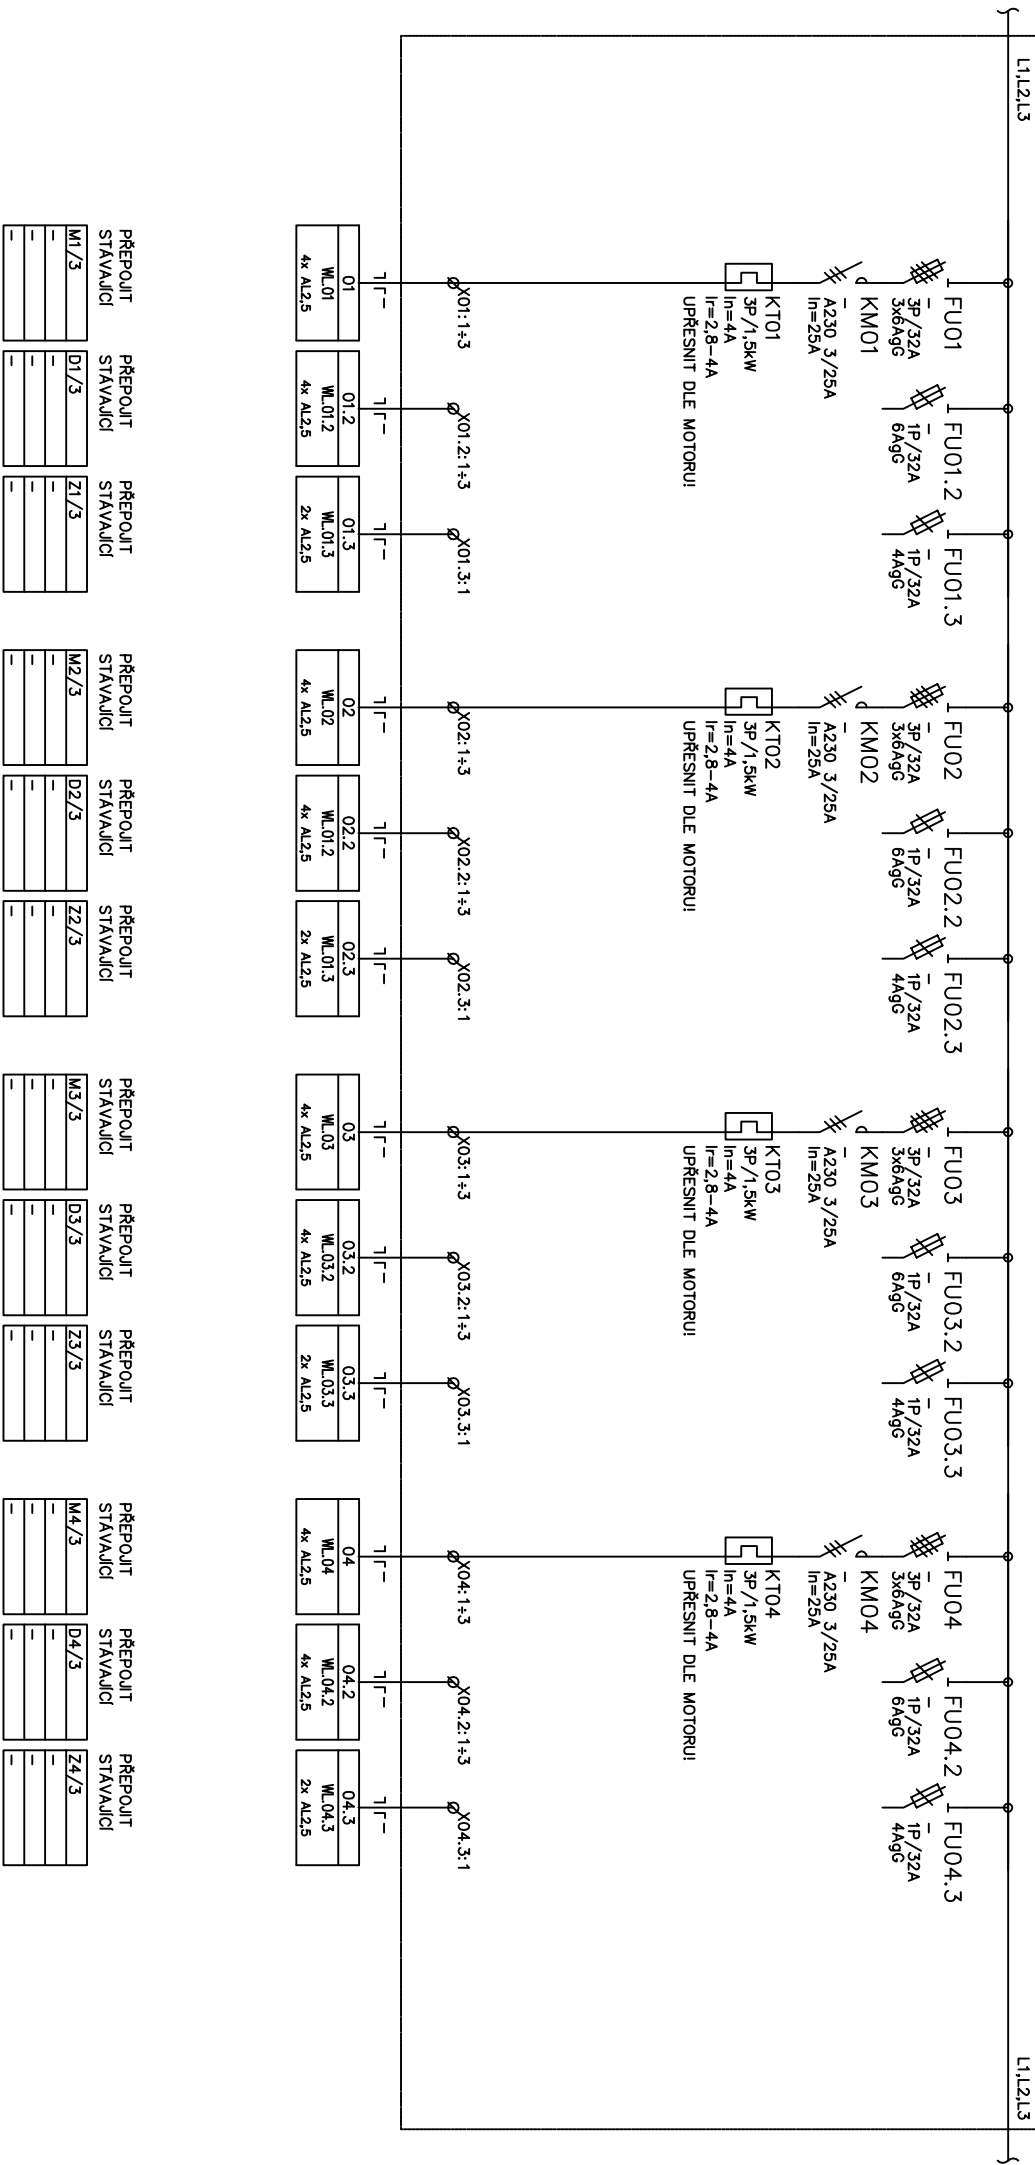 L1,L2,L3
L1,L2,L3
FU01
–
3P/32A
3x6AgG
KM01
–
A230 3/25A
In=25A
KT01
3P/1,5kW
In=4A
Ir=2,8–4A
UPŘESNIT DLE MOTORU!
FU01.2
–
1P/32A
6AgG
FU01.3
–
1P/32A
4AgG
FU02
–
3P/32A
3x6AgG
KM02
–
A230 3/25A
In=25A
KT02
3P/1,5kW
In=4A
Ir=2,8–4A
UPŘESNIT DLE MOTORU!
FU02.2
–
1P/32A
6AgG
FU02.3
–
1P/32A
4AgG
FU03
–
3P/32A
3x6AgG
KM03
–
A230 3/25A
In=25A
KT03
3P/1,5kW
In=4A
Ir=2,8–4A
UPŘESNIT DLE MOTORU!
FU03.2
–
1P/32A
6AgG
FU03.3
–
1P/32A
4AgG
FU04
–
3P/32A
3x6AgG
KM04
–
A230 3/25A
In=25A
KT04
3P/1,5kW
In=4A
Ir=2,8–4A
UPŘESNIT DLE MOTORU!
FU04.2
–
1P/32A
6AgG
FU04.3
–
1P/32A
4AgG
X01:1÷3
X01.2:1÷3
X01.3:1
X02:1÷3
X02.2:1÷3
X02.3:1
X03:1÷3
X03.2:1÷3
X03.3:1
X04:1÷3
X04.2:1÷3
X04.3:1
01
WL.01
4x AL2,5
01.2
WL.01.2
4x AL2,5
01.3
WL.01.3
2x AL2,5
02
WL.02
4x AL2,5
02.2
WL.01.2
4x AL2,5
02.3
WL.01.3
2x AL2,5
03
WL.03
4x AL2,5
03.2
WL.03.2
4x AL2,5
03.3
WL.03.3
2x AL2,5
04
WL.04
4x AL2,5
04.2
WL.04.2
4x AL2,5
04.3
WL.04.3
2x AL2,5
PŘEPOJIT
STÁVAJÍCÍ
M1/3
–
–
–
PŘEPOJIT
STÁVAJÍCÍ
D1/3
–
–
–
PŘEPOJIT
STÁVAJÍCÍ
Z1/3
–
–
–
PŘEPOJIT
STÁVAJÍCÍ
M2/3
–
–
–
PŘEPOJIT
STÁVAJÍCÍ
D2/3
–
–
–
PŘEPOJIT
STÁVAJÍCÍ
Z2/3
–
–
–
PŘEPOJIT
STÁVAJÍCÍ
M3/3
–
–
–
PŘEPOJIT
STÁVAJÍCÍ
D3/3
–
–
–
PŘEPOJIT
STÁVAJÍCÍ
Z3/3
–
–
–
PŘEPOJIT
STÁVAJÍCÍ
M4/3
–
–
–
PŘEPOJIT
STÁVAJÍCÍ
D4/3
–
–
–
PŘEPOJIT
STÁVAJÍCÍ
Z4/3
–
–
–